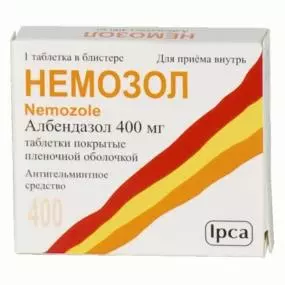 1 таблетка в блистере
Для приёма внутрь
НЕМОЗОЛ
Nemozole
Албендазол 400 мг
таблетки покрытые
пленочной оболочкой
Антигельминтное
средство
400
Ipca